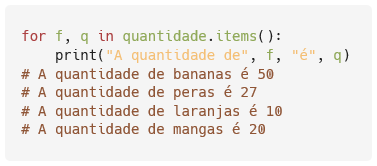 for f, q in quantidade.items():
    print("A quantidade de", f, "é", q)
# A quantidade de bananas é 50
# A quantidade de peras é 27
# A quantidade de laranjas é 10
# A quantidade de mangas é 20